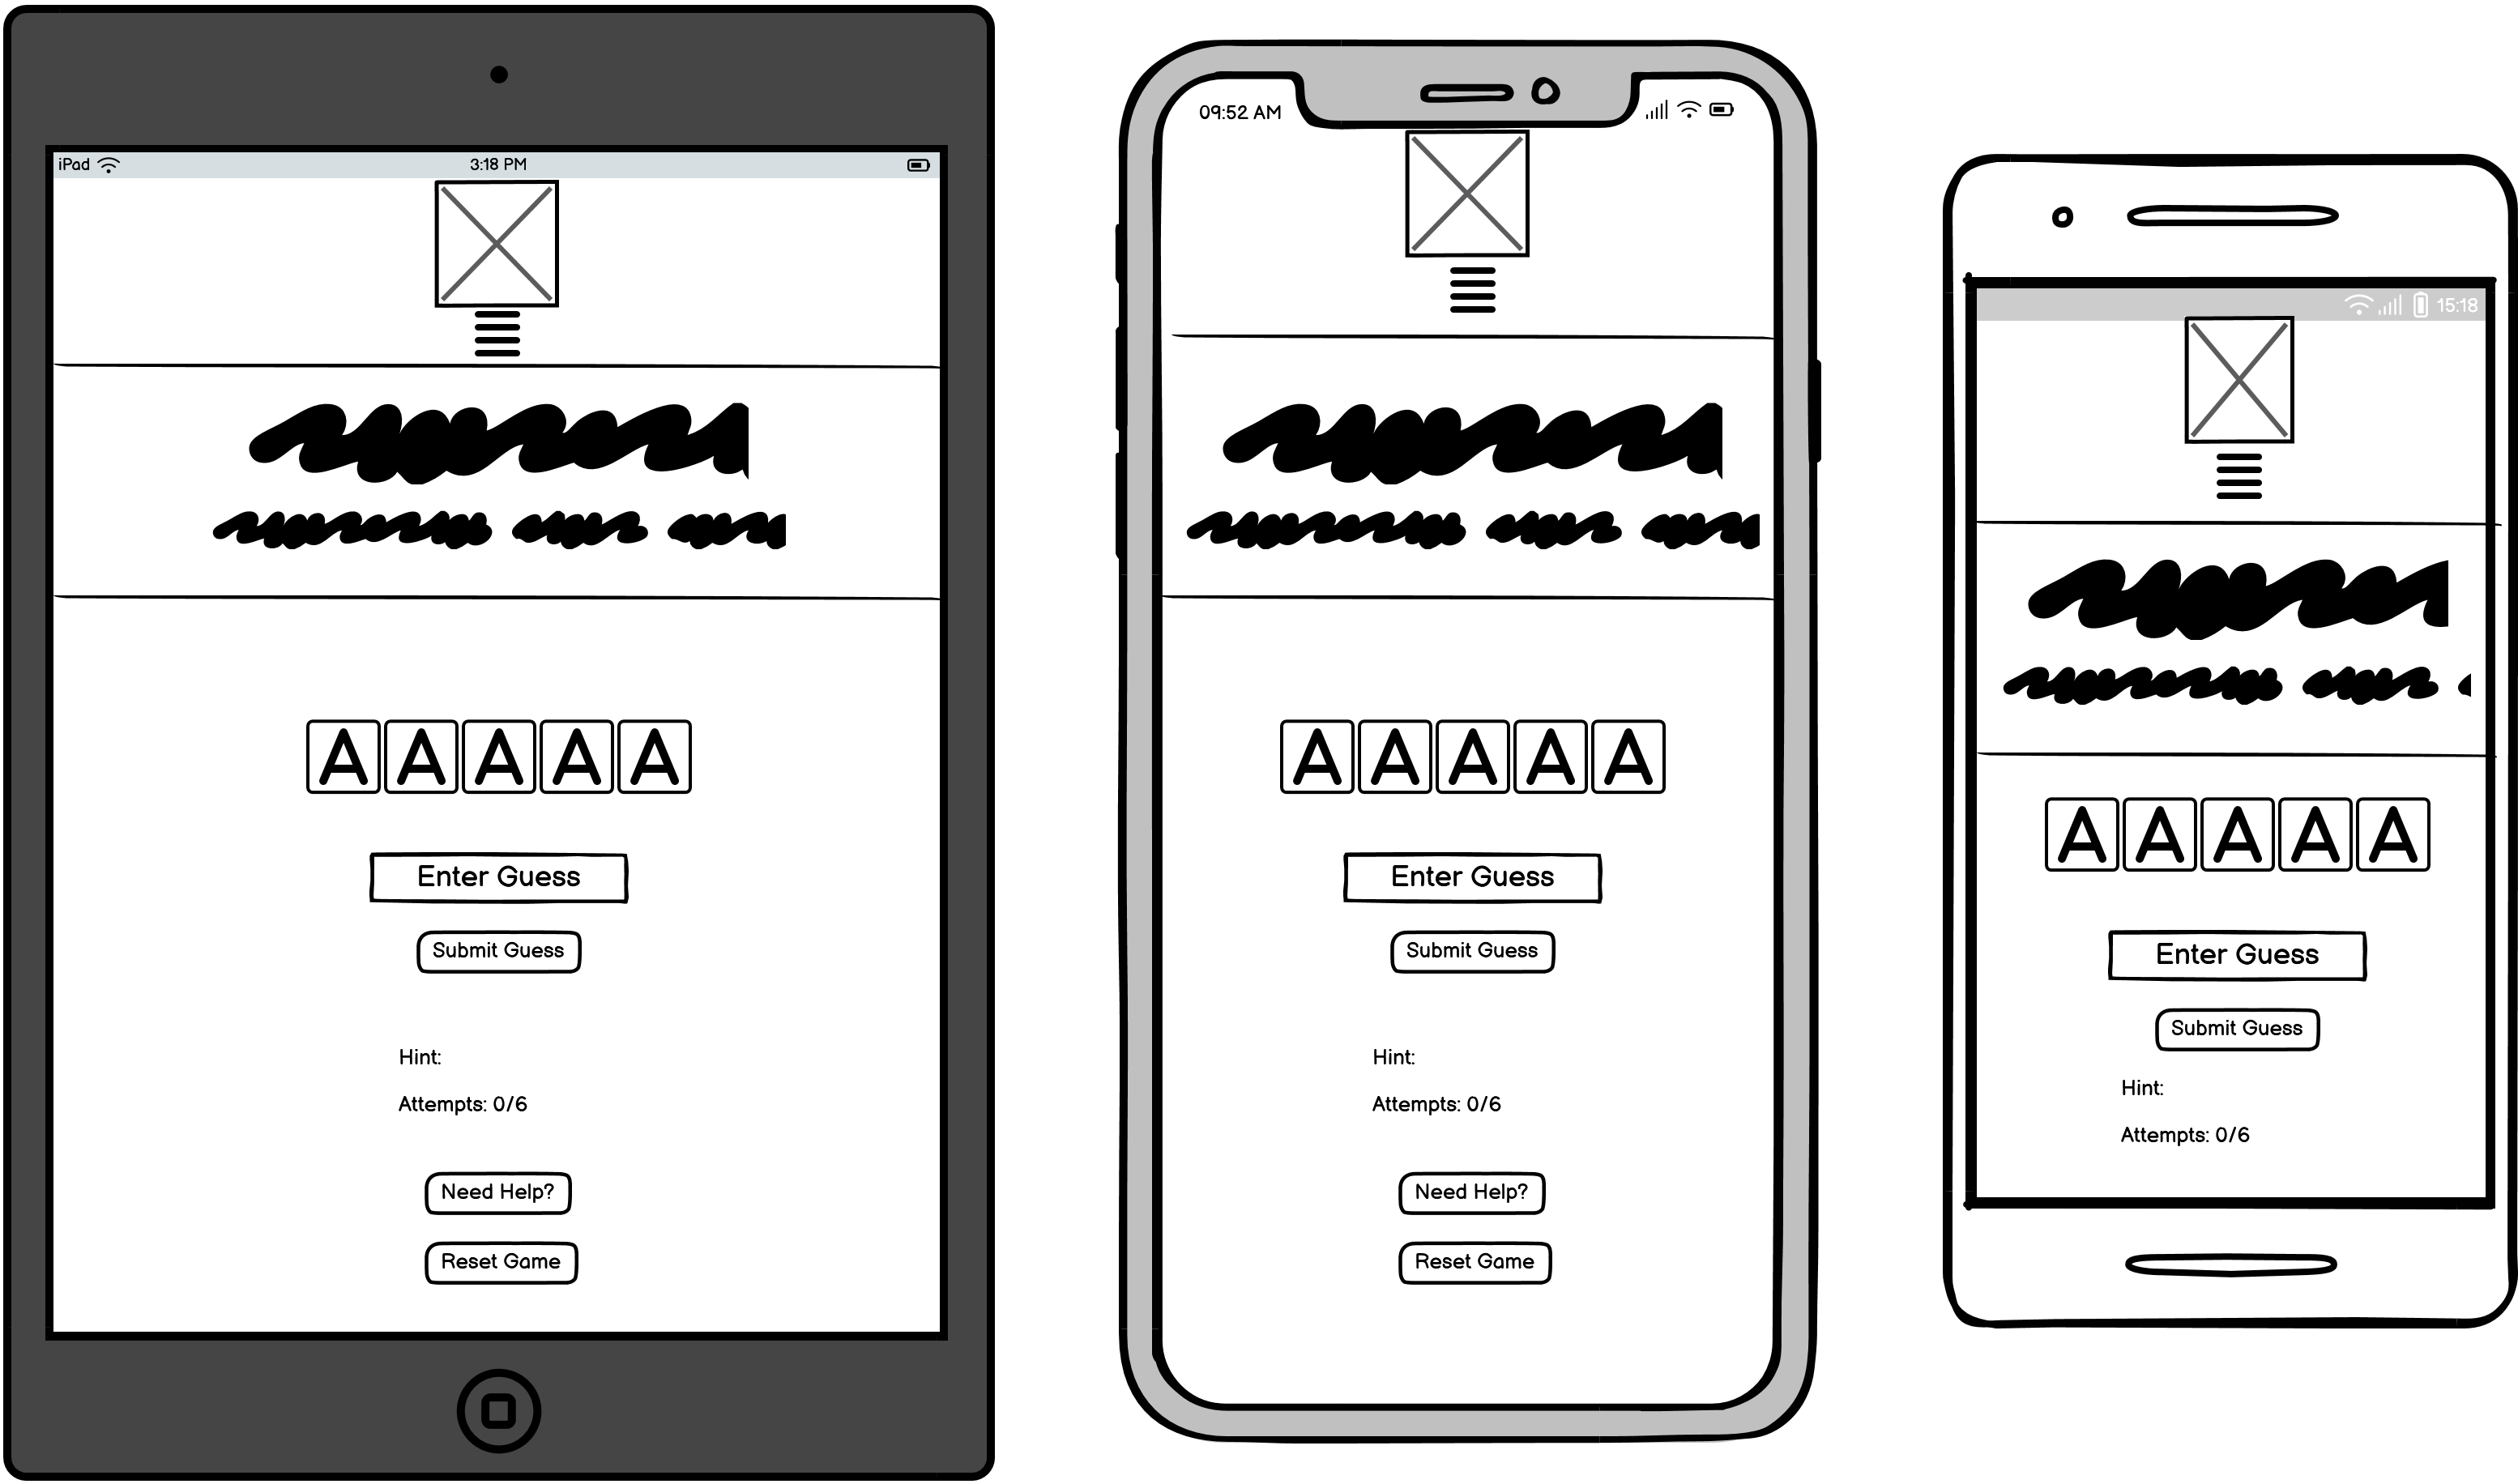 iPad 3:18 PM
A A A A A
Enter Guess
Submit Guess
Hint:
Attempts: 0/6
Need Help?
Reset Game
09:52 AM
A A A A A
Enter Guess
Submit Guess
Hint:
Attempts: 0/6
Need Help?
Reset Game
15:18
A A A A A
Enter Guess
Submit Guess
Hint:
Attempts: 0/6